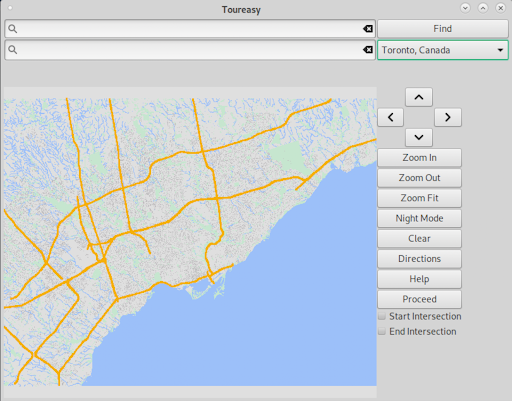 Toureasy
Find
Toronto, Canada
Zoom In
Zoom Out
Zoom Fit
Night Mode
Clear
Directions
Help
Proceed
Start Intersection
End Intersection